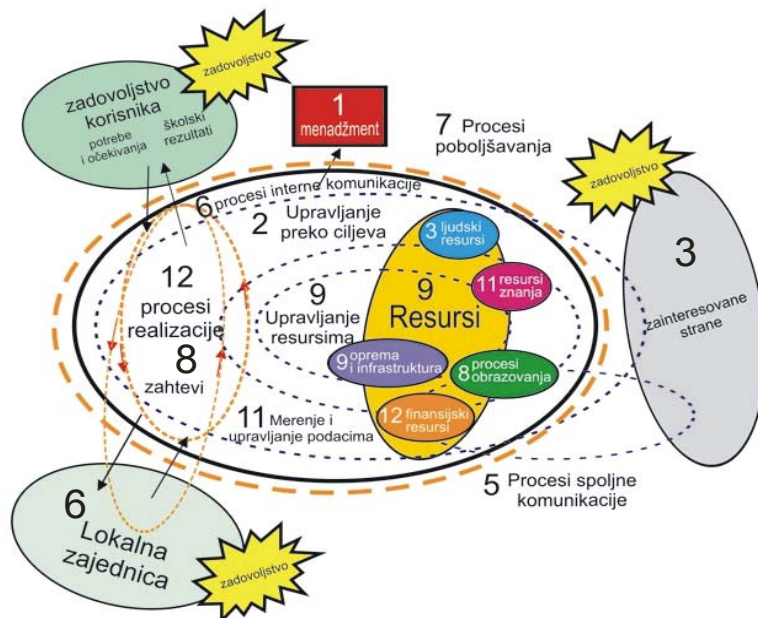 zadovoljstvo
zadovoljstvo
korisnika
potrebe
i očekivanja
školski
rezultati
1
menadžment
7 Procesi
poboljšavanja
zadovoljstvo
3
zainteresovane
strane
6 procesi interne komunikacije
2 Upravljanje
preko ciljeva
3 ljudski
resursi
11 resursi
znanja
12
procesi
realizacije
8
zahtevi
9
Upravljanje
resursima
9
Resursi
9 oprema
i infrastruktura
8 procesi
obrazovanja
12 finansijski
resursi
11 Merenje i
upravljanje podacima
5 Procesi spoljne
komunikacije
6
Lokalna
zajednica
zadovoljstvo